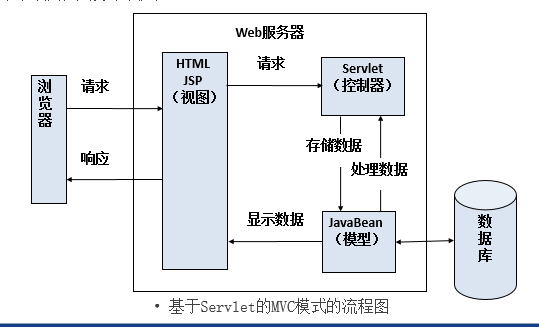 Web服务器
浏
览
器
请求
响应
HTML
JSP
（视图）
请求
Servlet
（控制器）
存储数据
处理数据
显示数据
JavaBean
（模型）
数
据
库
• 基于Servlet的MVC模式的流程图